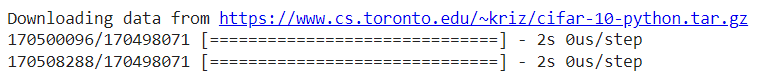 Downloading data from https://www.cs.toronto.edu/~kriz/cifar-10-python.tar.gz
170500096/170498071 [==============================] - 2s 0us/step
170508288/170498071 [==============================] - 2s 0us/step